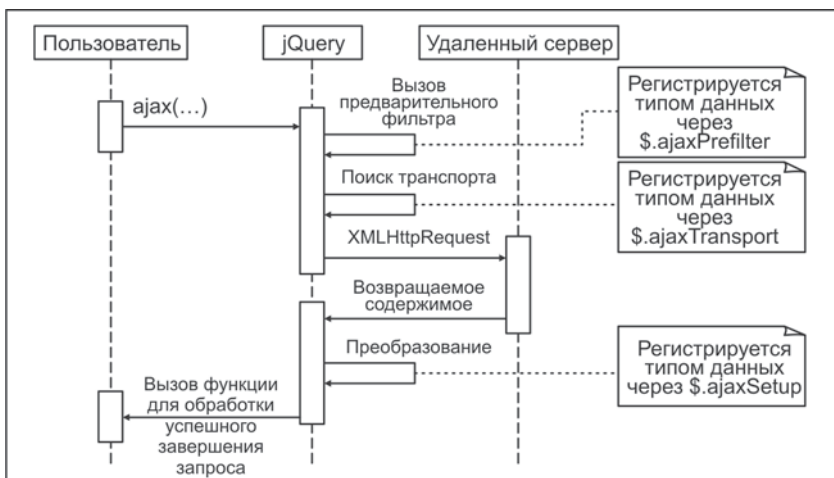 Пользователь
jQuery
Удаленный сервер
ajax(…)
Вызов
предварительного
фильтра
Регистрируется
типом данных
через
$.ajaxPrefilter
Поиск транспорта
Регистрируется
типом данных
через
$.ajaxTransport
XMLHttpRequest
Возвращаемое
содержимое
Преобразование
Регистрируется
типом данных
через $.ajaxSetup
Вызов функции
для обработки
успешного
завершения
запроса